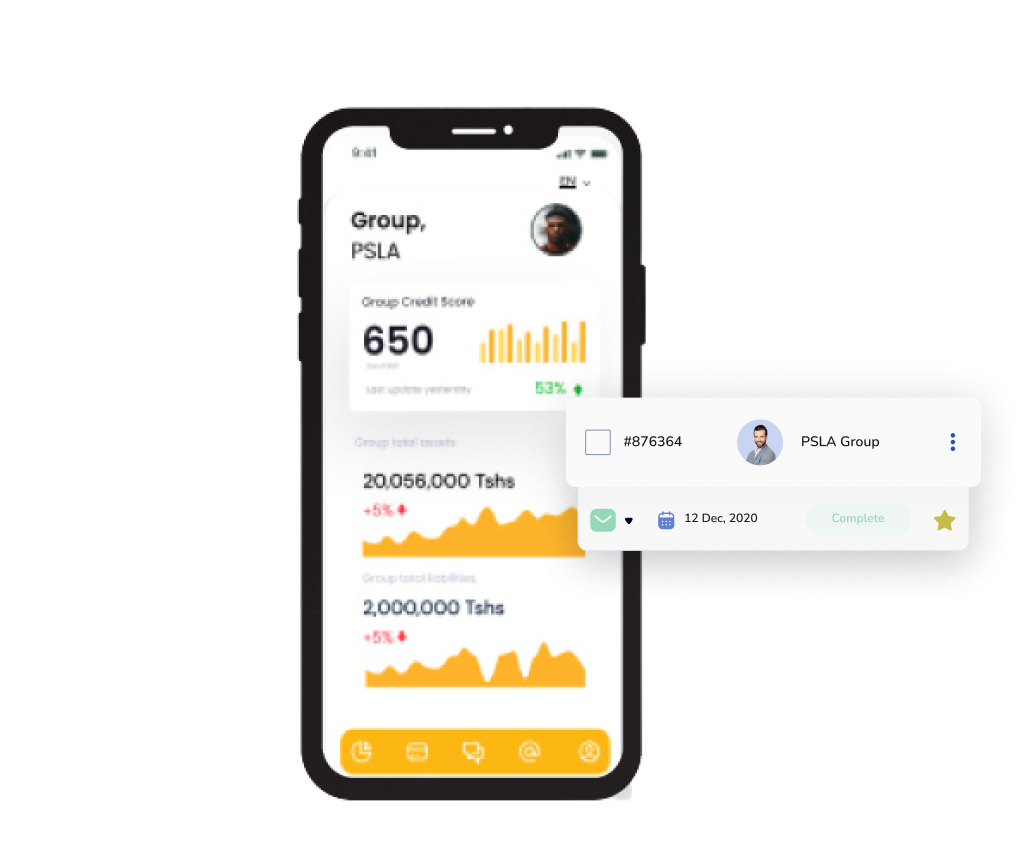 9:41
EN
Group,
PSLA
Group Credit Score
650
Last update yesterday
53%
#876364
PSLA Group
Group total assets
20,056,000 Tshs
+5%
12 Dec, 2020
Complete
Group total liabilities,
2,000,000 Tshs
+5%